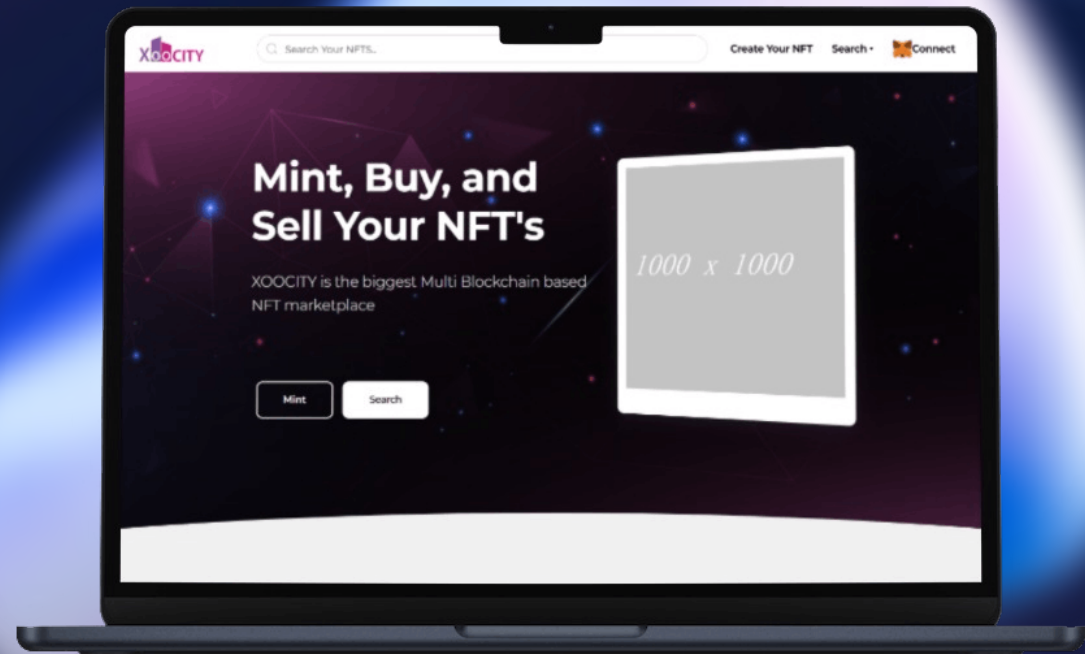 XOOCITY
Search Your NFTS..
Create Your NFT
Search
Connect
Mint, Buy, and
Sell Your NFT's
XOOCITY is the biggest Multi Blockchain based
NFT marketplace
1000 x 1000
Mint
Search